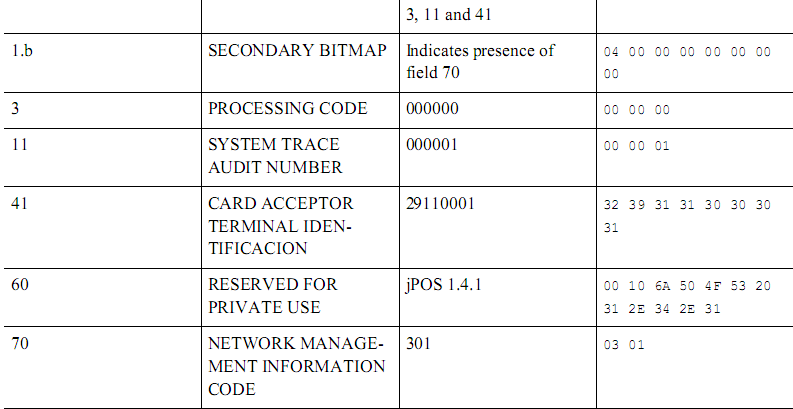 3, 11 and 41
1.b SECONDARY BITMAP Indicates presence of 04 00 00 00 00 00 00
field 70 00
3 PROCESSING CODE 000000 00 00 00
11 SYSTEM TRACE 000001 00 00 01
AUDIT NUMBER
41 CARD ACCEPTOR 29110001 32 39 31 31 30 30 30
TERMINAL IDEN- 31
TIFICACION
60 RESERVED FOR jPOS 1.4.1 00 10 6A 50 4F 53 20
PRIVATE USE 31 2E 34 2E 31
70 NETWORK MANAGE- 301 03 01
MENT INFORMATION
CODE